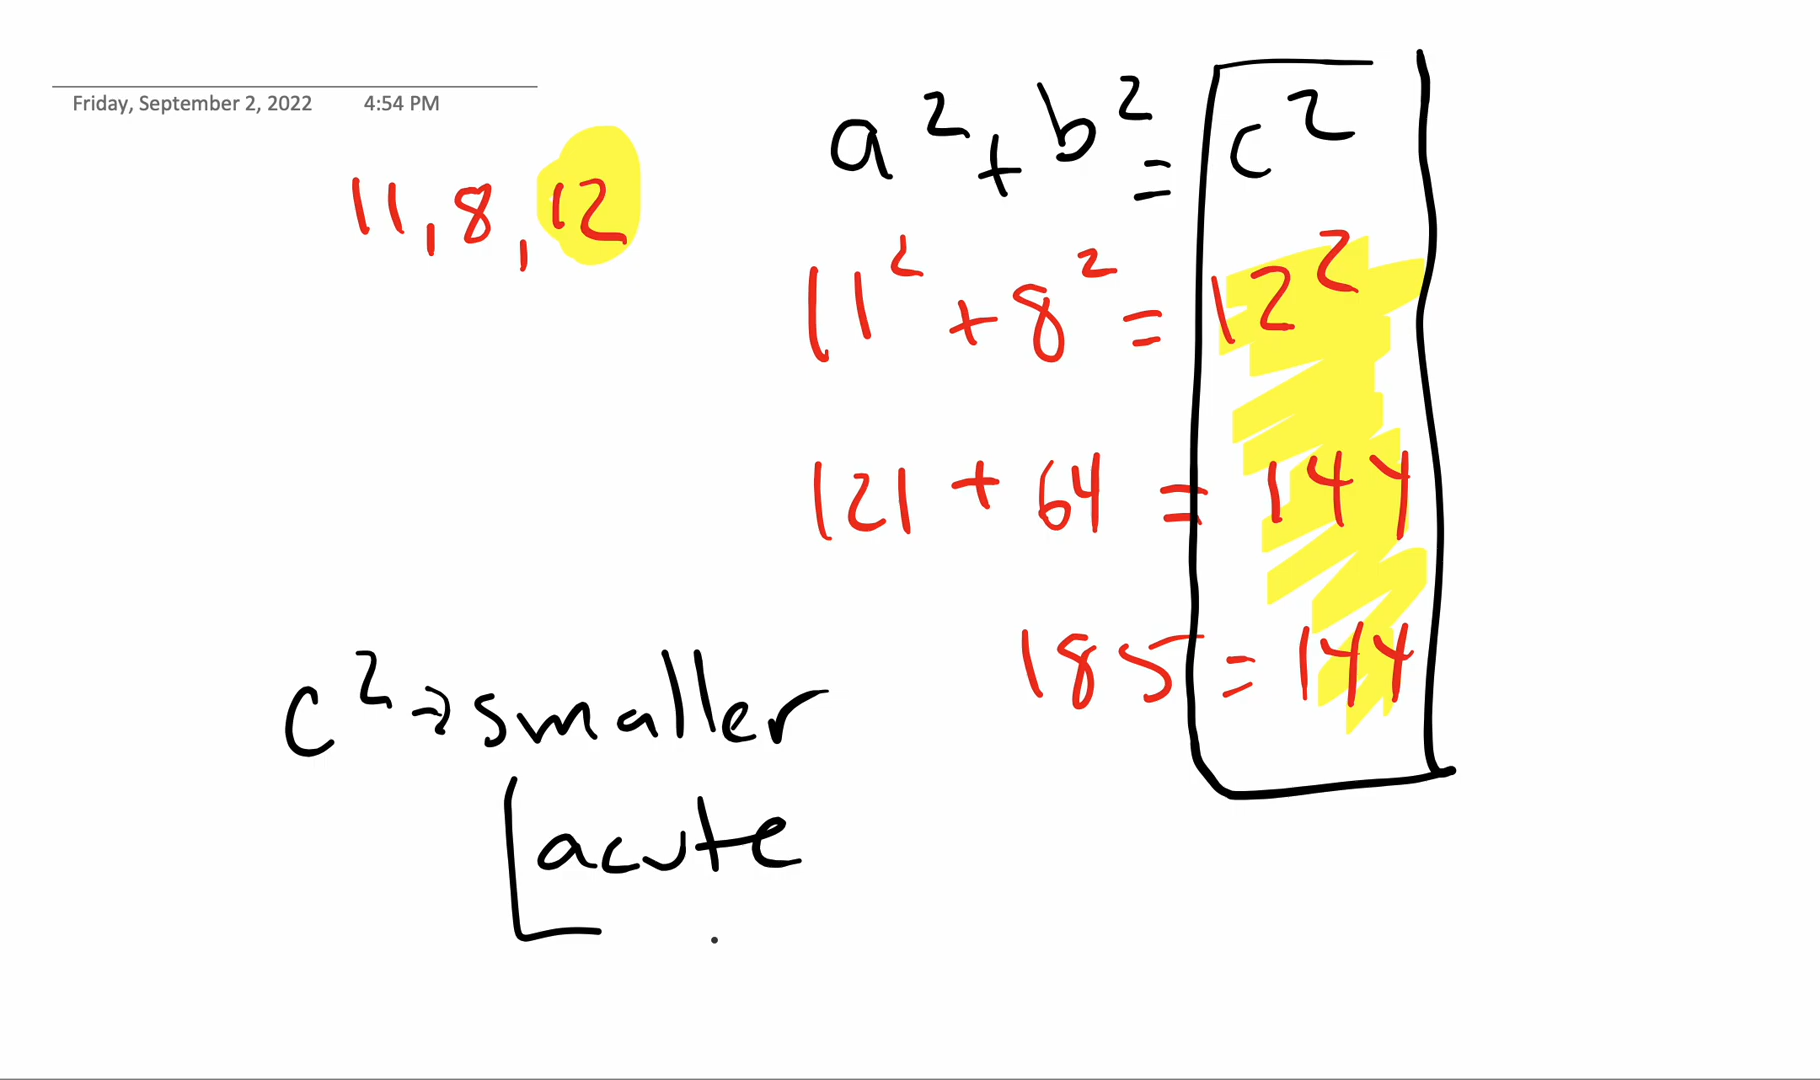 Friday, September 2, 2022 4:54 PM
11, 8, 12
a² + b² = c²
11² + 8² = 12²
121 + 64 = 144
185 = 144
c² → smaller
acute